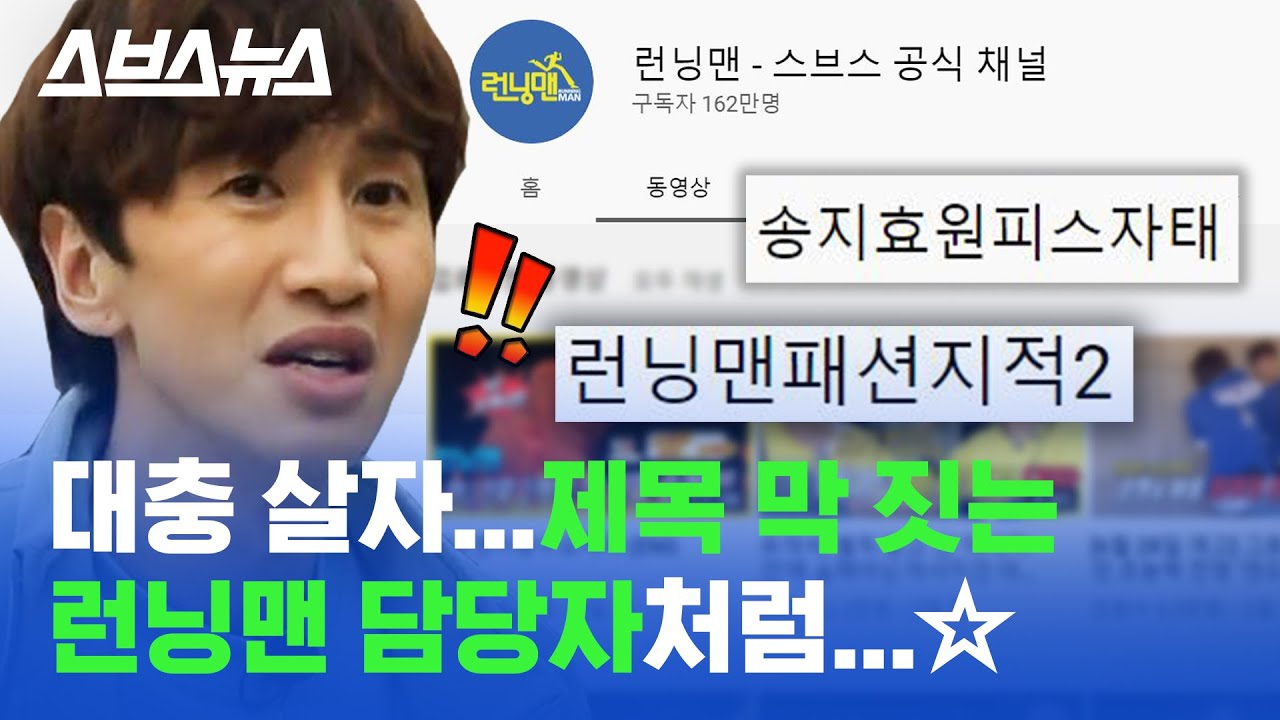 스브스뉴스
런닝맨
RUNNING MAN
런닝맨 - 스브스 공식 채널
구독자 162만명
홈
동영상
송지효원피스자태
!!
런닝맨패션지적2
대충 살자...제목 막 짓는
런닝맨 담당자처럼...☆